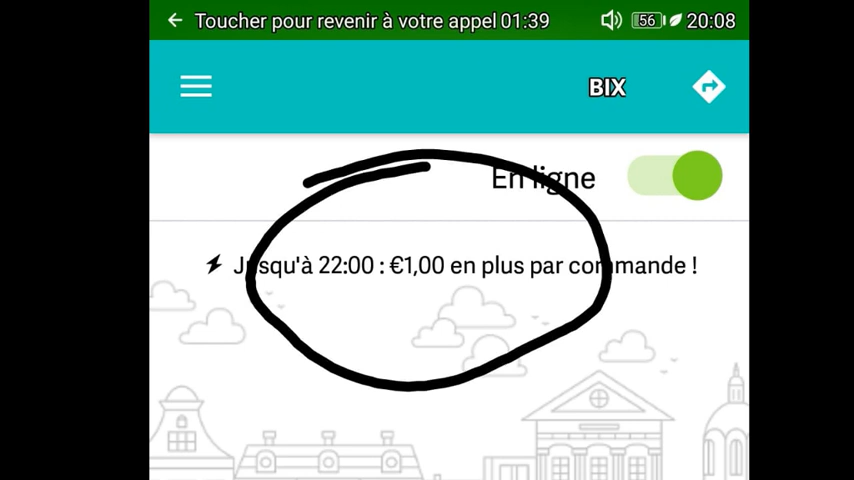 Toucher pour revenir à votre appel 01:39
56 20:08
BIX
En ligne
Jusqu'à 22:00 : €1,00 en plus par commande !